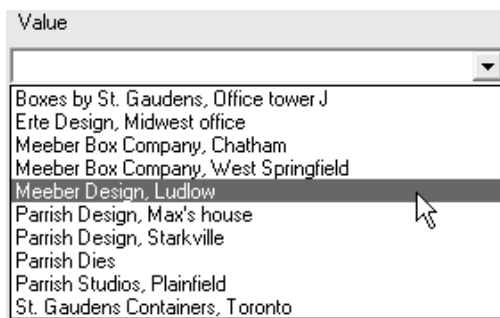 Value
Boxes by St. Gaudens, Office tower J
Erte Design, Midwest office
Meeber Box Company, Chatham
Meeber Box Company, West Springfield
Meeber Design, Ludlow
Parrish Design, Max's house
Parrish Design, Starkville
Parrish Dies
Parrish Studios, Plainfield
St. Gaudens Containers, Toronto